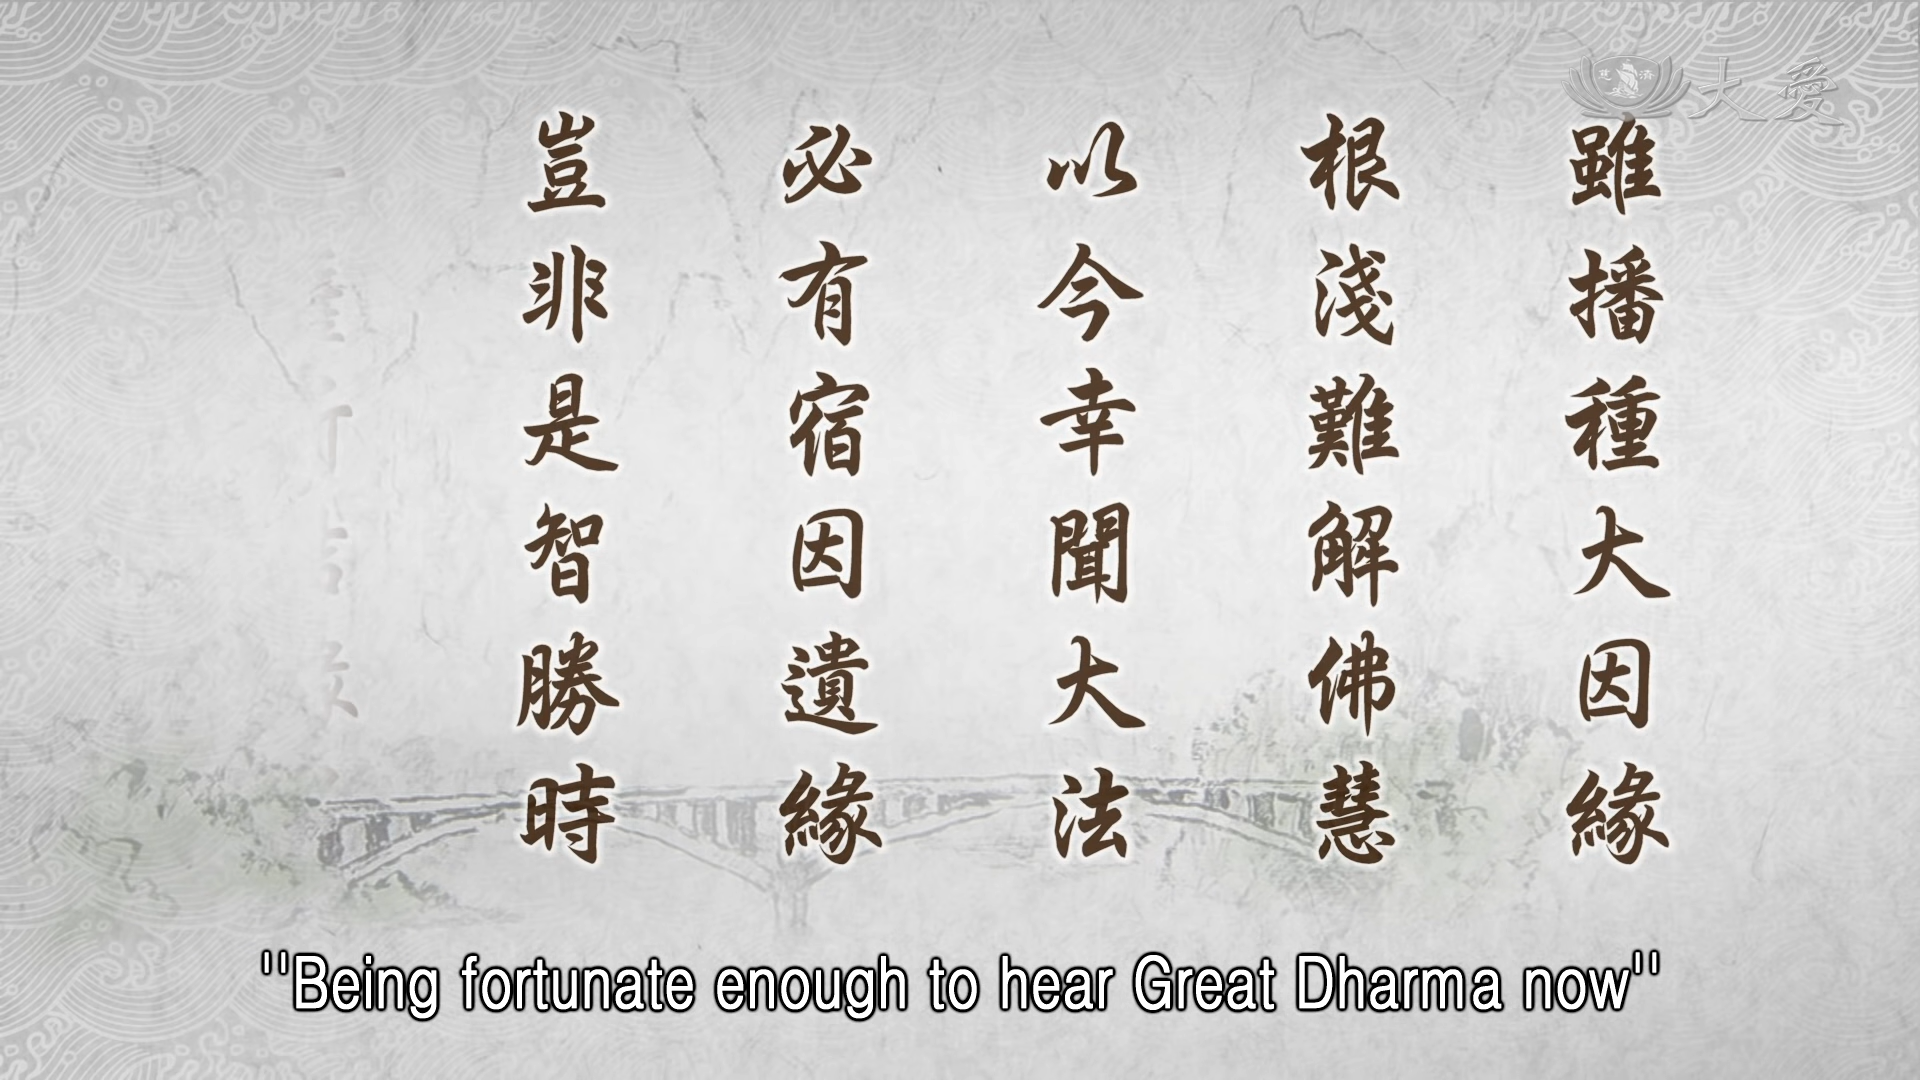 雖播種大因緣
根淺難解佛慧
以今幸聞大法
必有宿因遺緣
豈非是智勝時
慈濟
大愛
"Being fortunate enough to hear Great Dharma now"